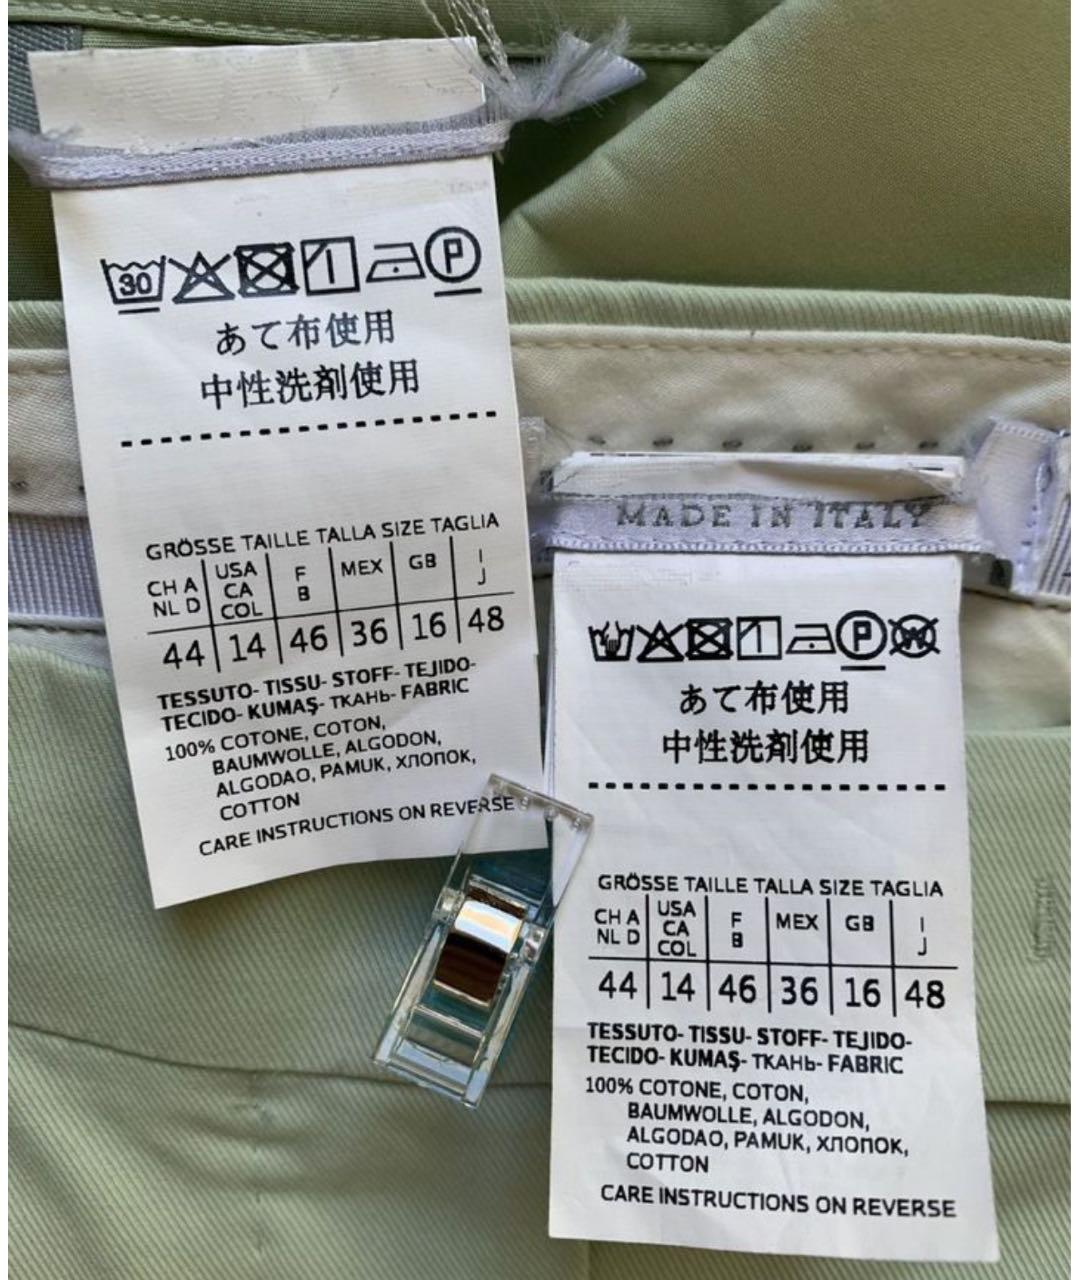 30 P
あて布使用
中性洗剤使用
GRÖSSE TAILLE TALLA SIZE TAGLIA
CH A NL D USA CA COL F B MEX GB I J
44 14 46 36 16 48
TESSUTO- TISSU- STOFF- TEJIDO-
TECIDO- KUMAŞ- ТКАНЬ- FABRIC
100% COTONE, COTON,
BAUMWOLLE, ALGODON,
ALGODAO, PAMUK, ХЛОПОК,
COTTON
CARE INSTRUCTIONS ON REVERSE
MADE IN ITALY
P W
あて布使用
中性洗剤使用
GRÖSSE TAILLE TALLA SIZE TAGLIA
CH A NL D USA CA COL F B MEX GB I J
44 14 46 36 16 48
TESSUTO- TISSU- STOFF- TEJIDO-
TECIDO- KUMAŞ- ТКАНЬ- FABRIC
100% COTONE, COTON,
BAUMWOLLE, ALGODON,
ALGODAO, PAMUK, ХЛОПОК,
COTTON
CARE INSTRUCTIONS ON REVERSE